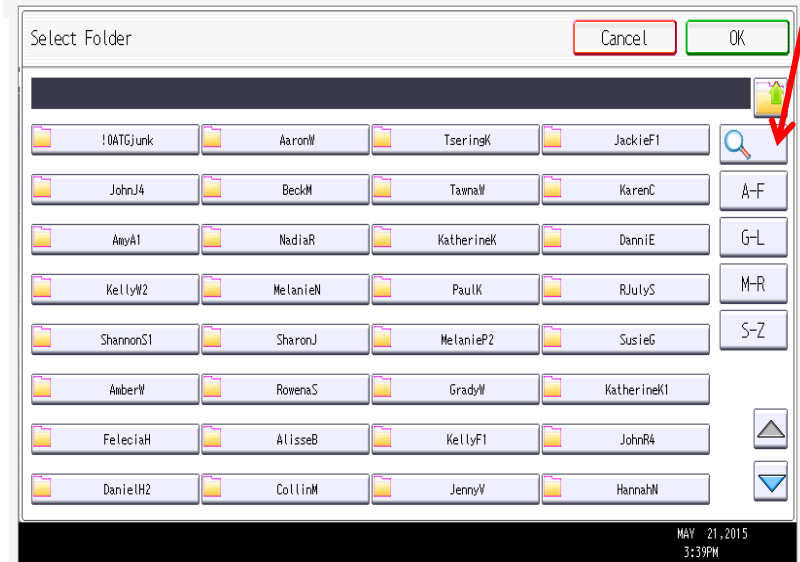 Select Folder Cancel OK
!OATGjunk AaronW TseringK JackieF1
JohnJ4 BeckM TawnaW KarenC A-F
AmyA1 NadiaR KatherineK DanniE G-L
KellyW2 MelanieN PaulK RJulyS M-R
ShannonS1 SharonJ MelanieP2 SusieG S-Z
AmberW RowenaS GradyW KatherineK1
FeleciaH AlisseB KellyF1 JohnR4
DanielH2 CollinM JennyV HannahN
MAY 21,2015
3:39PM